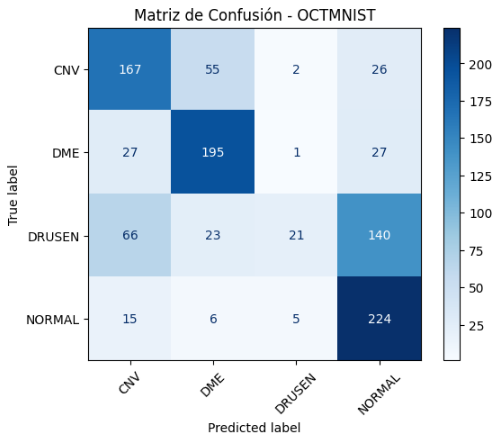 Matriz de Confusión - OCTMNIST
True label
CNV 167 55 2 26
DME 27 195 1 27
DRUSEN 66 23 21 140
NORMAL 15 6 5 224
CNV DME DRUSEN NORMAL
Predicted label
200
175
150
125
100
75
50
25